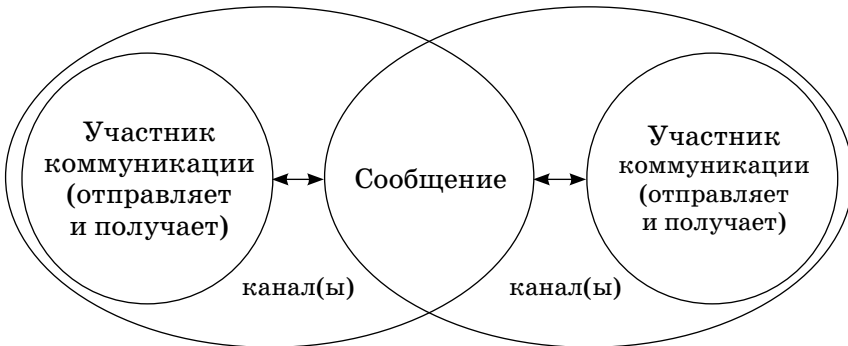 Участник
коммуникации
(отправляет
и получает)
Сообщение
Участник
коммуникации
(отправляет
и получает)
канал(ы)
канал(ы)